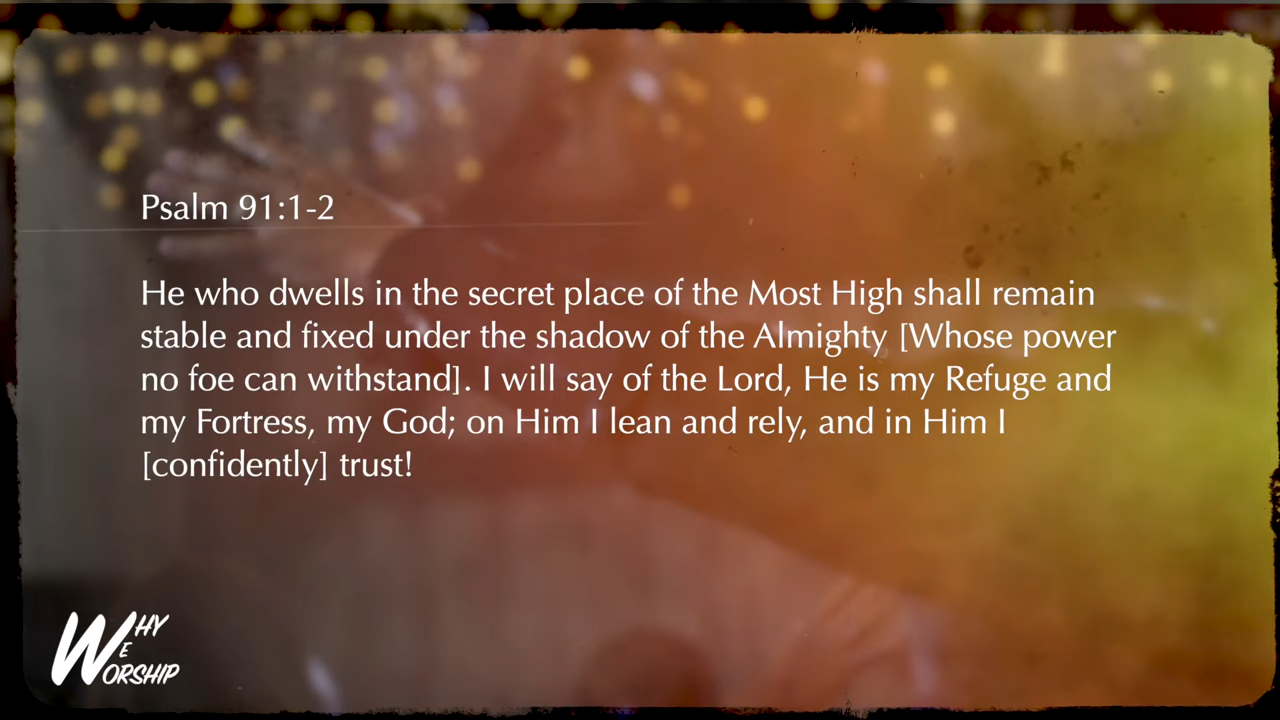 Psalm 91:1-2
He who dwells in the secret place of the Most High shall remain
stable and fixed under the shadow of the Almighty [Whose power
no foe can withstand]. I will say of the Lord, He is my Refuge and
my Fortress, my God; on Him I lean and rely, and in Him I
[confidently] trust!
WHY
WE
WORSHIP